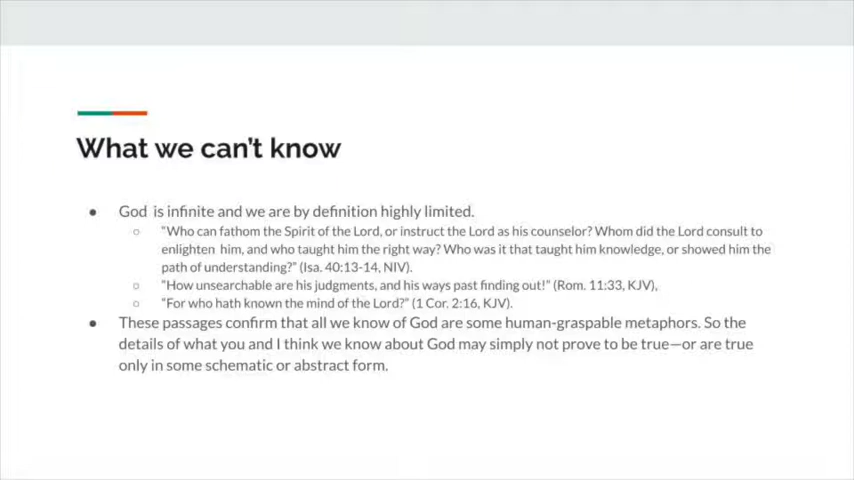 What we can't know
● God is infinite and we are by definition highly limited.
○ "Who can fathom the Spirit of the Lord, or instruct the Lord as his counselor? Whom did the Lord consult to
enlighten him, and who taught him the right way? Who was it that taught him knowledge, or showed him the
path of understanding?" (Isa. 40:13-14, NIV).
○ "How unsearchable are his judgments, and his ways past finding out!" (Rom. 11:33, KJV),
○ "For who hath known the mind of the Lord?" (1 Cor. 2:16, KJV).
● These passages confirm that all we know of God are some human-graspable metaphors. So the
details of what you and I think we know about God may simply not prove to be true—or are true
only in some schematic or abstract form.